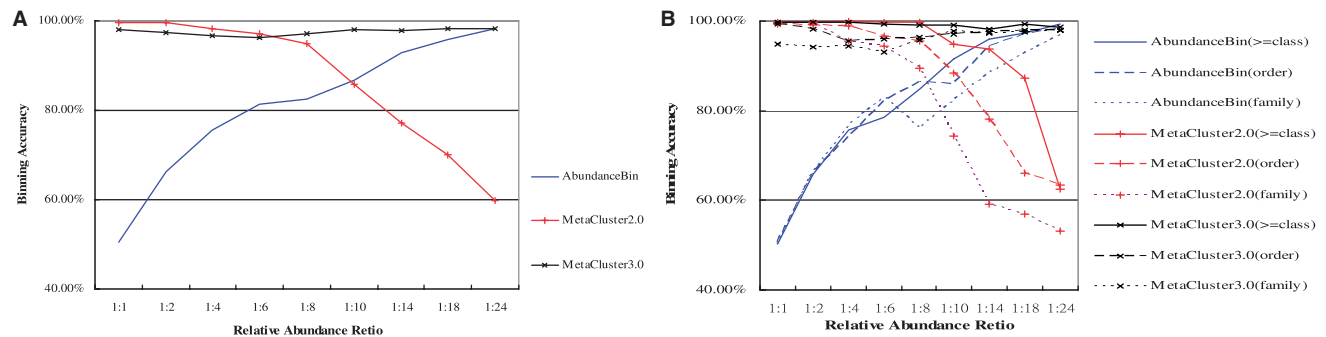 A
100.00%
80.00%
60.00%
40.00%
Binning Accuracy
1:1 1:2 1:4 1:6 1:8 1:10 1:14 1:18 1:24
Relative Abundance Retio
AbundanceBin
MetaCluster2.0
MetaCluster3.0
B
100.00%
80.00%
60.00%
40.00%
Binning Accuracy
1:1 1:2 1:4 1:6 1:8 1:10 1:14 1:18 1:24
Relative Abundance Retio
AbundanceBin(>=class)
AbundanceBin(order)
AbundanceBin(family)
MetaCluster2.0(>=class)
MetaCluster2.0(order)
MetaCluster2.0(family)
MetaCluster3.0(>=class)
MetaCluster3.0(order)
MetaCluster3.0(family)